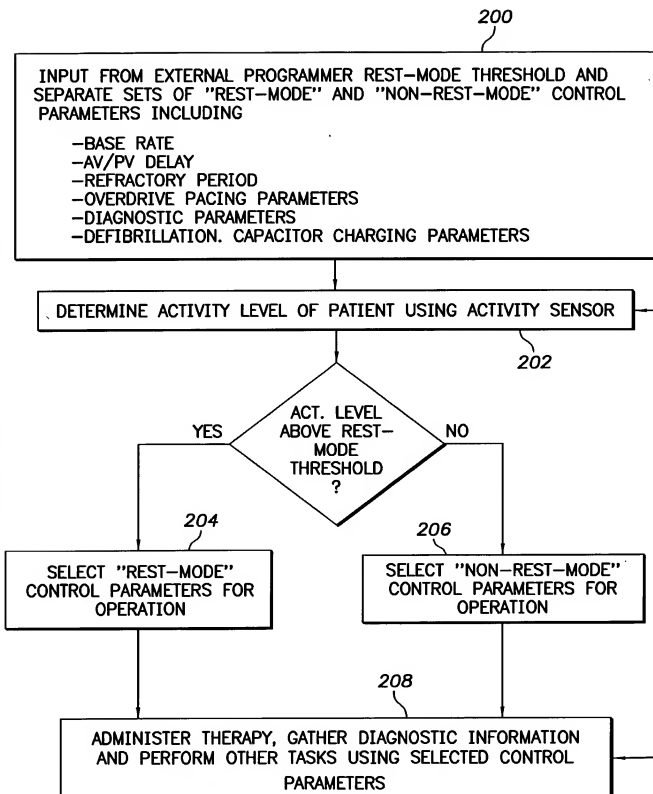 200
INPUT FROM EXTERNAL PROGRAMMER REST-MODE THRESHOLD AND
SEPARATE SETS OF "REST-MODE" AND "NON-REST-MODE" CONTROL
PARAMETERS INCLUDING
-BASE RATE
-AV/PV DELAY
-REFRACTORY PERIOD
-OVERDRIVE PACING PARAMETERS
-DIAGNOSTIC PARAMETERS
-DEFIBRILLATION. CAPACITOR CHARGING PARAMETERS
DETERMINE ACTIVITY LEVEL OF PATIENT USING ACTIVITY SENSOR
202
ACT. LEVEL
ABOVE REST-
MODE
THRESHOLD
?
YES
NO
204
SELECT "REST-MODE"
CONTROL PARAMETERS FOR
OPERATION
206
SELECT "NON-REST-MODE"
CONTROL PARAMETERS FOR
OPERATION
208
ADMINISTER THERAPY, GATHER DIAGNOSTIC INFORMATION
AND PERFORM OTHER TASKS USING SELECTED CONTROL
PARAMETERS